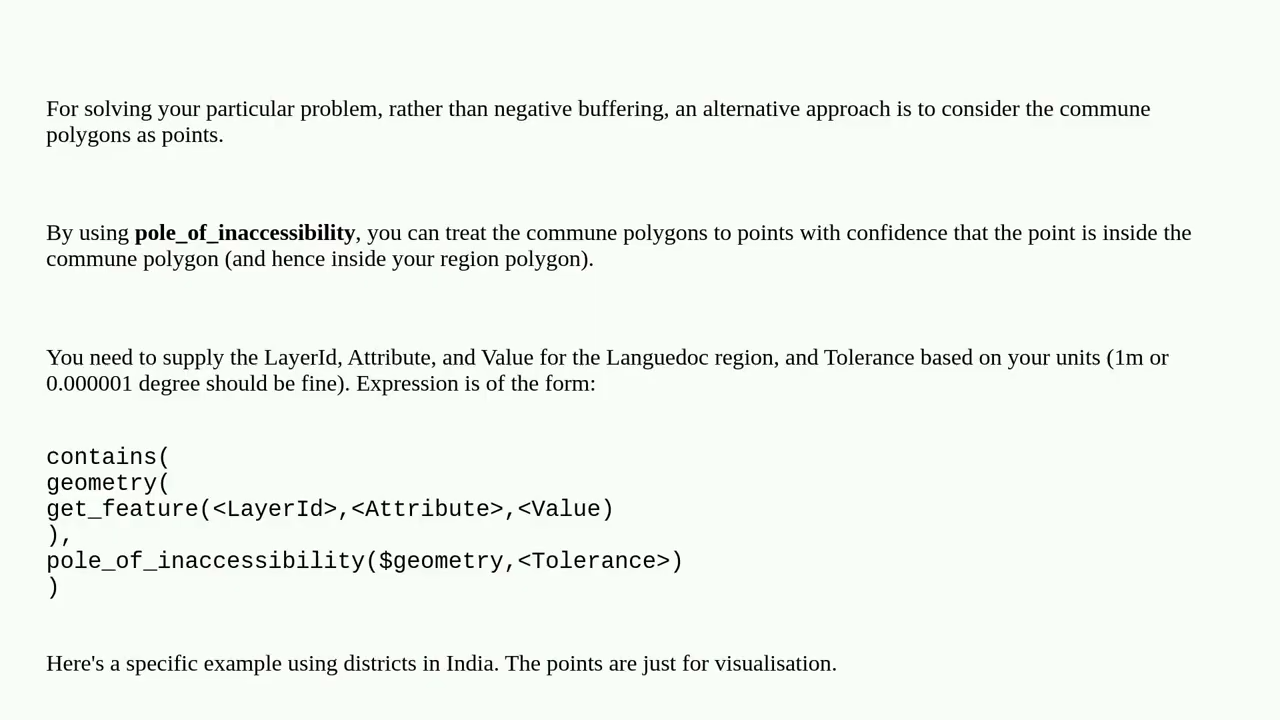 For solving your particular problem, rather than negative buffering, an alternative approach is to consider the commune
polygons as points.
By using pole_of_inaccessibility, you can treat the commune polygons to points with confidence that the point is inside the
commune polygon (and hence inside your region polygon).
You need to supply the LayerId, Attribute, and Value for the Languedoc region, and Tolerance based on your units (1m or
0.000001 degree should be fine). Expression is of the form:
contains(
geometry(
get_feature(<LayerId>,<Attribute>,<Value)
),
pole_of_inaccessibility($geometry,<Tolerance>)
)
Here's a specific example using districts in India. The points are just for visualisation.